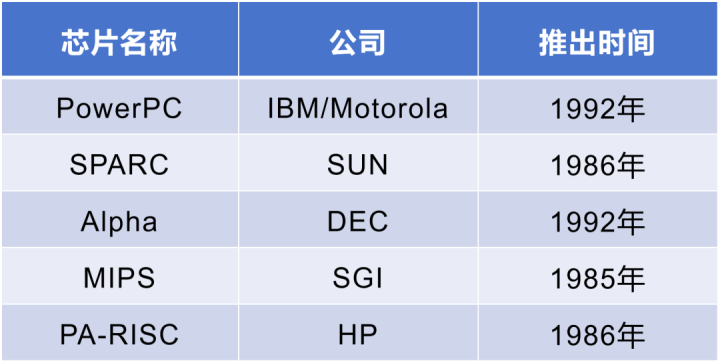 芯片名称 公司 推出时间
PowerPC IBM/Motorola 1992年
SPARC SUN 1986年
Alpha DEC 1992年
MIPS SGI 1985年
PA-RISC HP 1986年